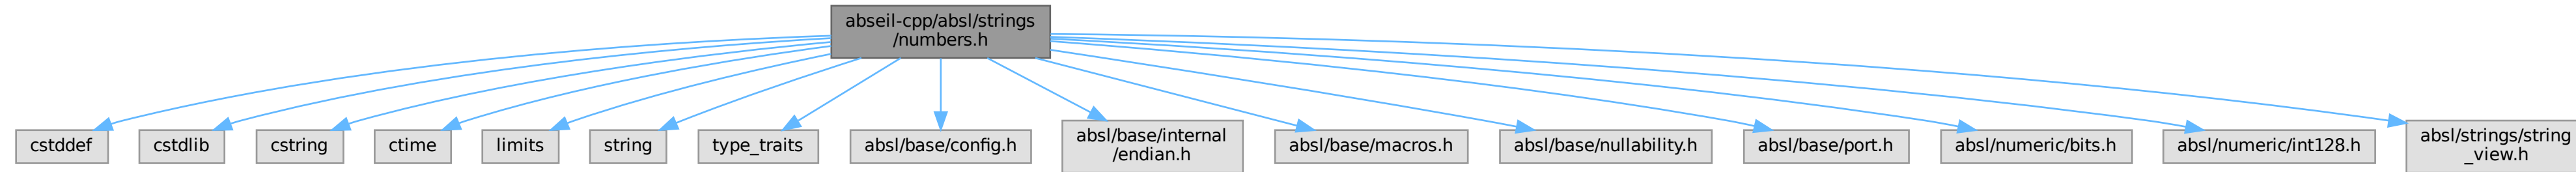 abseil-cpp/absl/strings
/numbers.h
cstddef
cstdlib
cstring
ctime
limits
string
type_traits
absl/base/config.h
absl/base/internal
/endian.h
absl/base/macros.h
absl/base/nullability.h
absl/base/port.h
absl/numeric/bits.h
absl/numeric/int128.h
absl/strings/string
_view.h